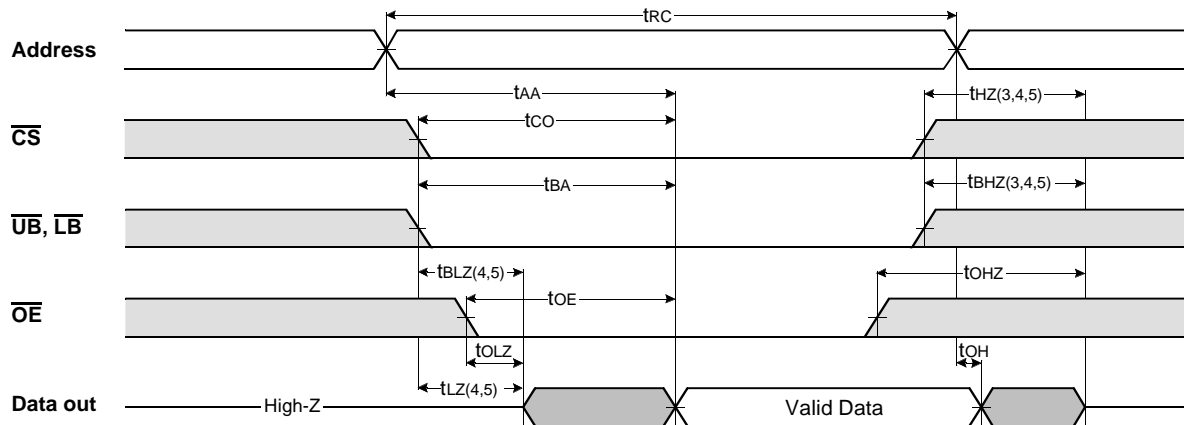 tRC
Address
tAA
tHZ(3,4,5)
CS
tCO
tBA
tBHZ(3,4,5)
UB, LB
tBLZ(4,5)
tOHZ
OE
tOE
tOLZ
tOH
tLZ(4,5)
Data out
High-Z
Valid Data